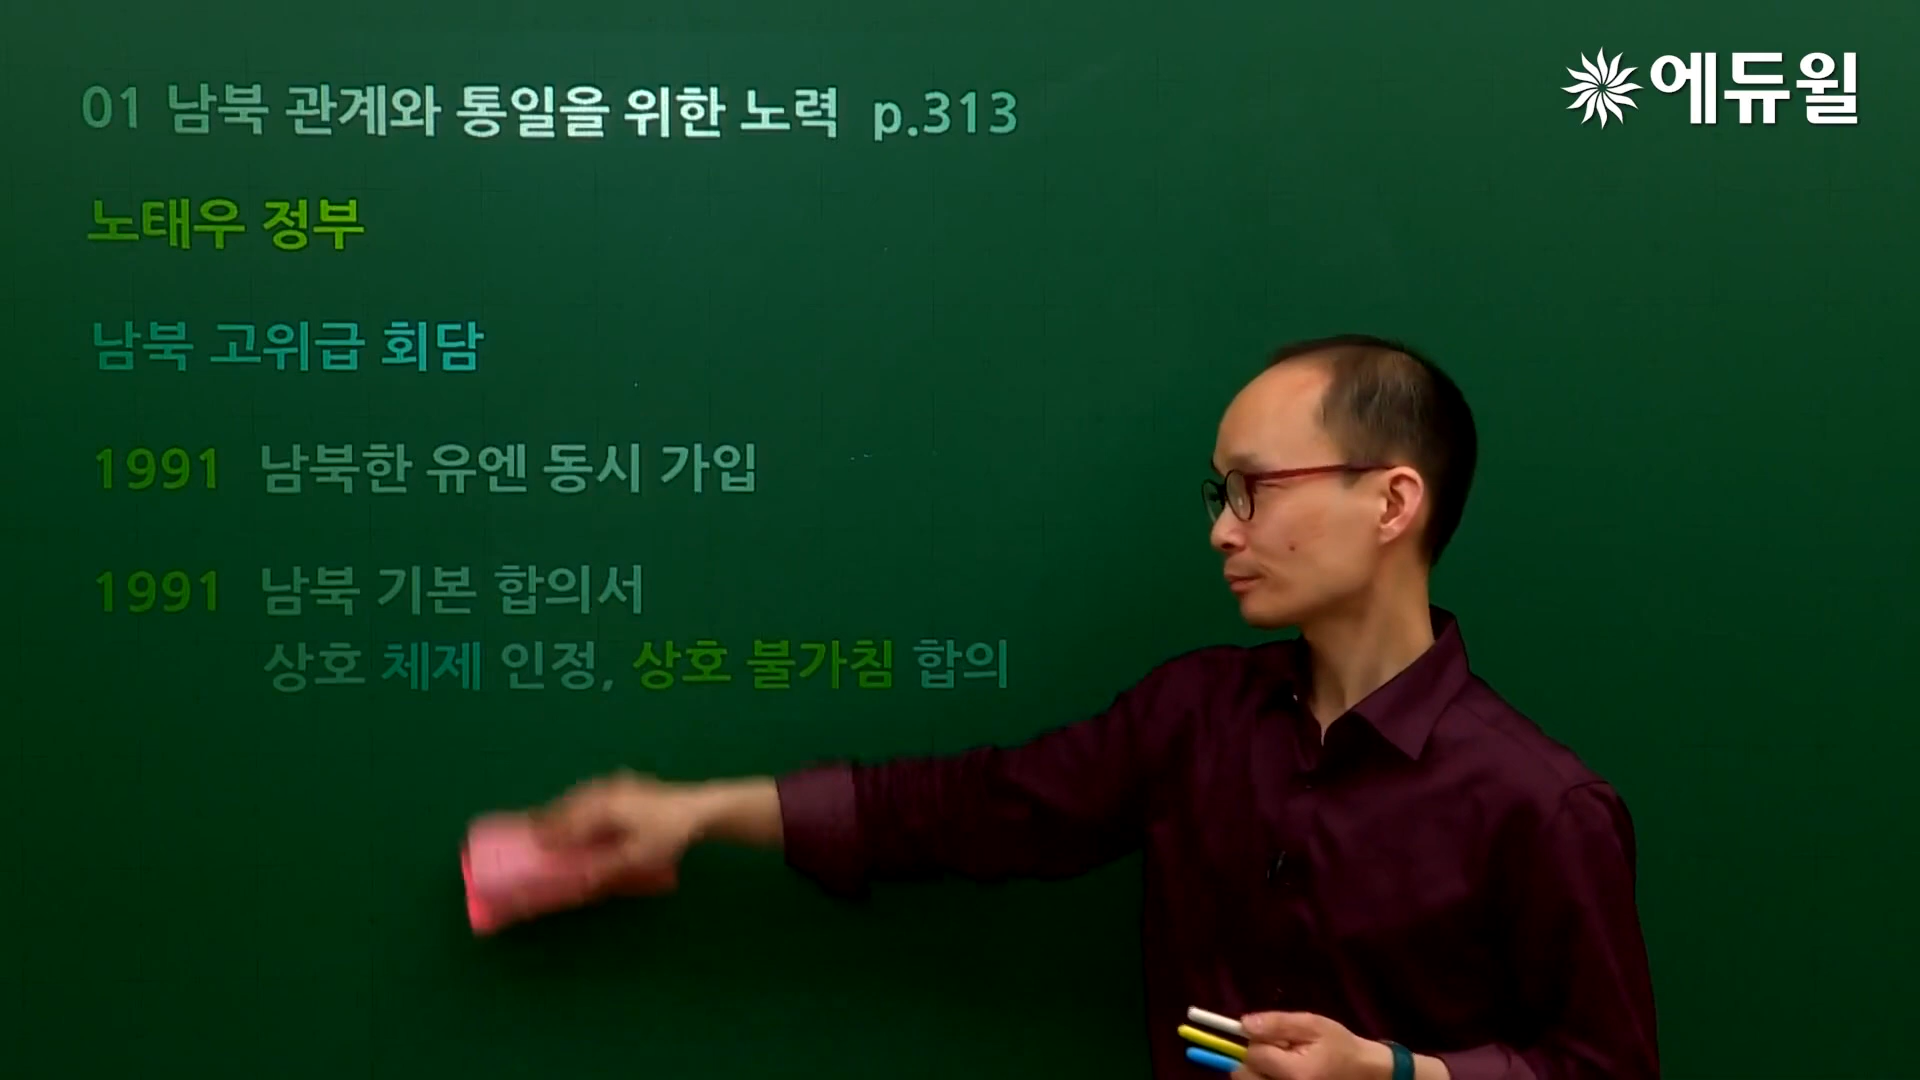 에듀윌
01 남북 관계와 통일을 위한 노력 p.313
노태우 정부
남북 고위급 회담
1991 남북한 유엔 동시 가입
1991 남북 기본 합의서
상호 체제 인정, 상호 불가침 합의